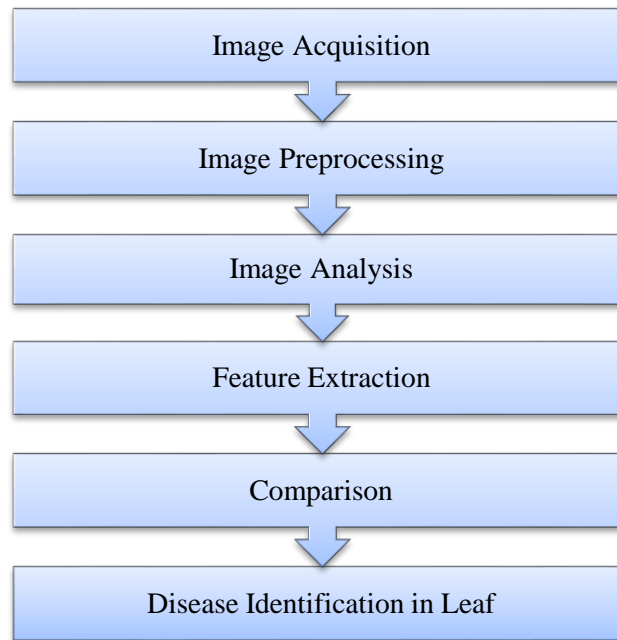 Image Acquisition
Image Preprocessing
Image Analysis
Feature Extraction
Comparison
Disease Identification in Leaf